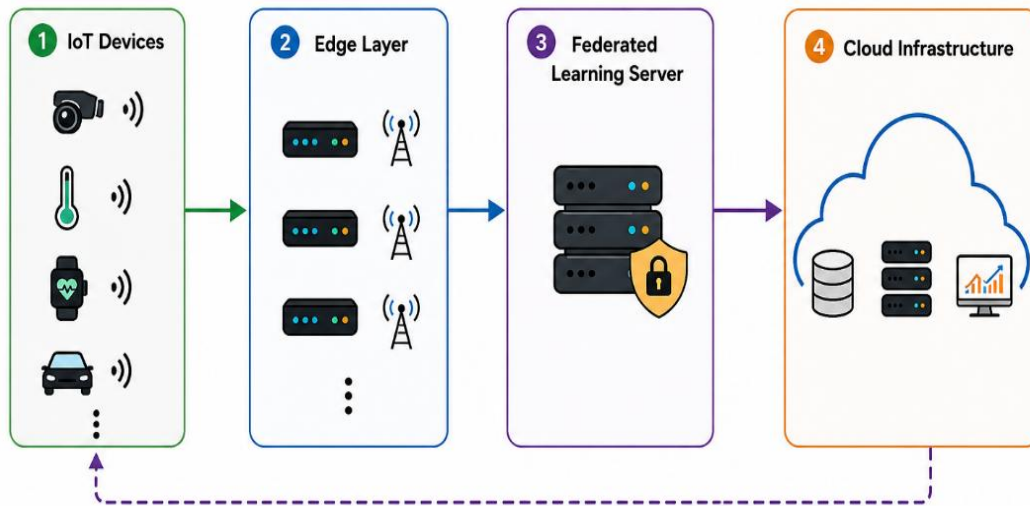 1 IoT Devices
2 Edge Layer
3 Federated
Learning Server
4 Cloud Infrastructure